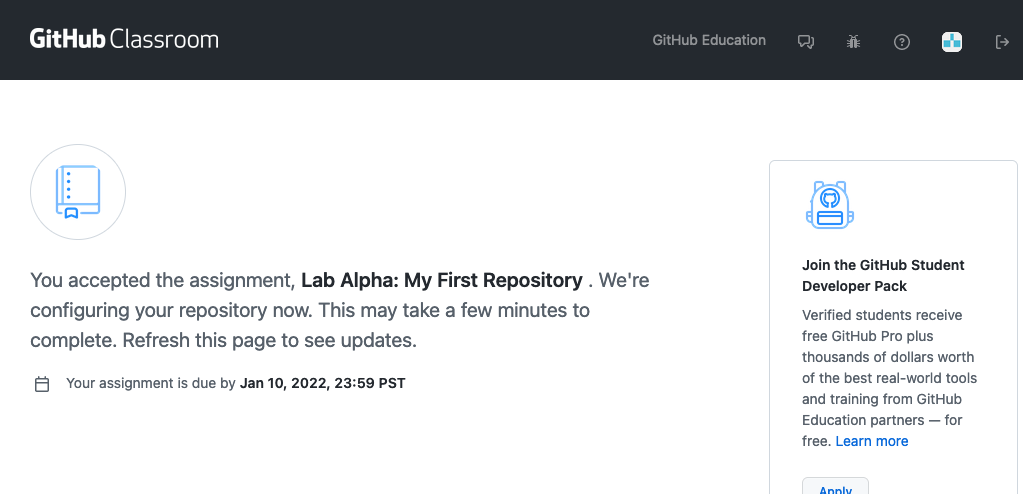 GitHub Classroom
GitHub Education
You accepted the assignment, Lab Alpha: My First Repository . We're
configuring your repository now. This may take a few minutes to
complete. Refresh this page to see updates.
Your assignment is due by Jan 10, 2022, 23:59 PST
Join the GitHub Student
Developer Pack
Verified students receive
free GitHub Pro plus
thousands of dollars worth
of the best real-world tools
and training from GitHub
Education partners — for
free. Learn more
Apply